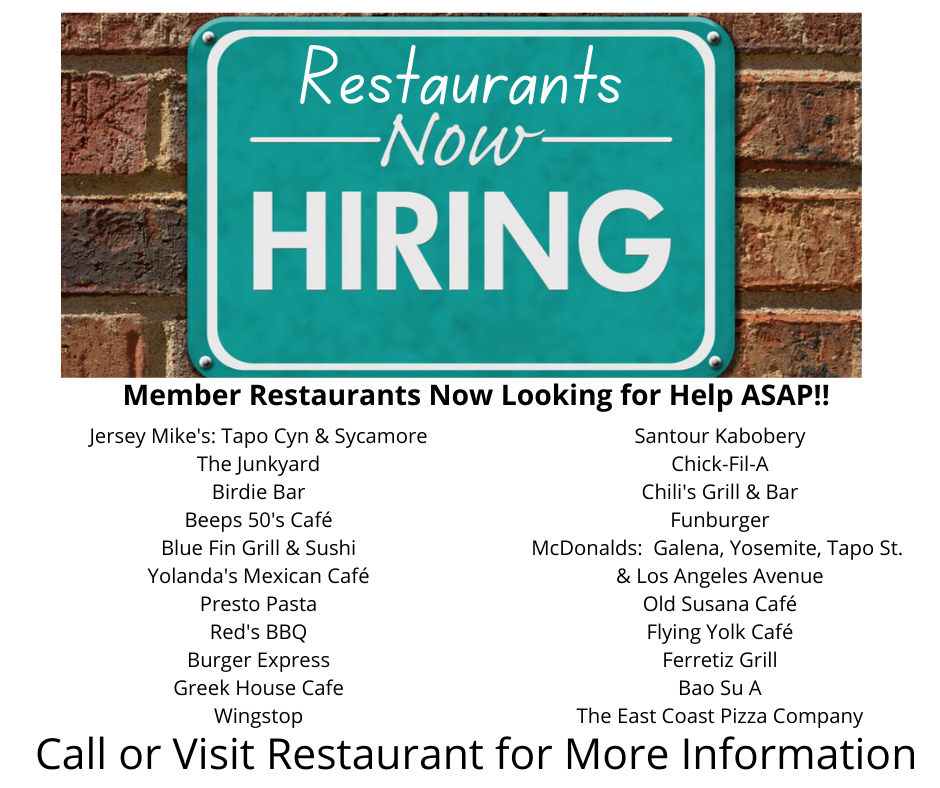 Restaurants
Now
HIRING
Member Restaurants Now Looking for Help ASAP!!
Jersey Mike's: Tapo Cyn & Sycamore
The Junkyard
Birdie Bar
Beeps 50's Café
Blue Fin Grill & Sushi
Yolanda's Mexican Café
Presto Pasta
Red's BBQ
Burger Express
Greek House Cafe
Wingstop
Santour Kabobery
Chick-Fil-A
Chili's Grill & Bar
Funburger
McDonalds:  Galena, Yosemite, Tapo St.
& Los Angeles Avenue
Old Susana Café
Flying Yolk Café
Ferretiz Grill
Bao Su A
The East Coast Pizza Company
Call or Visit Restaurant for More Information